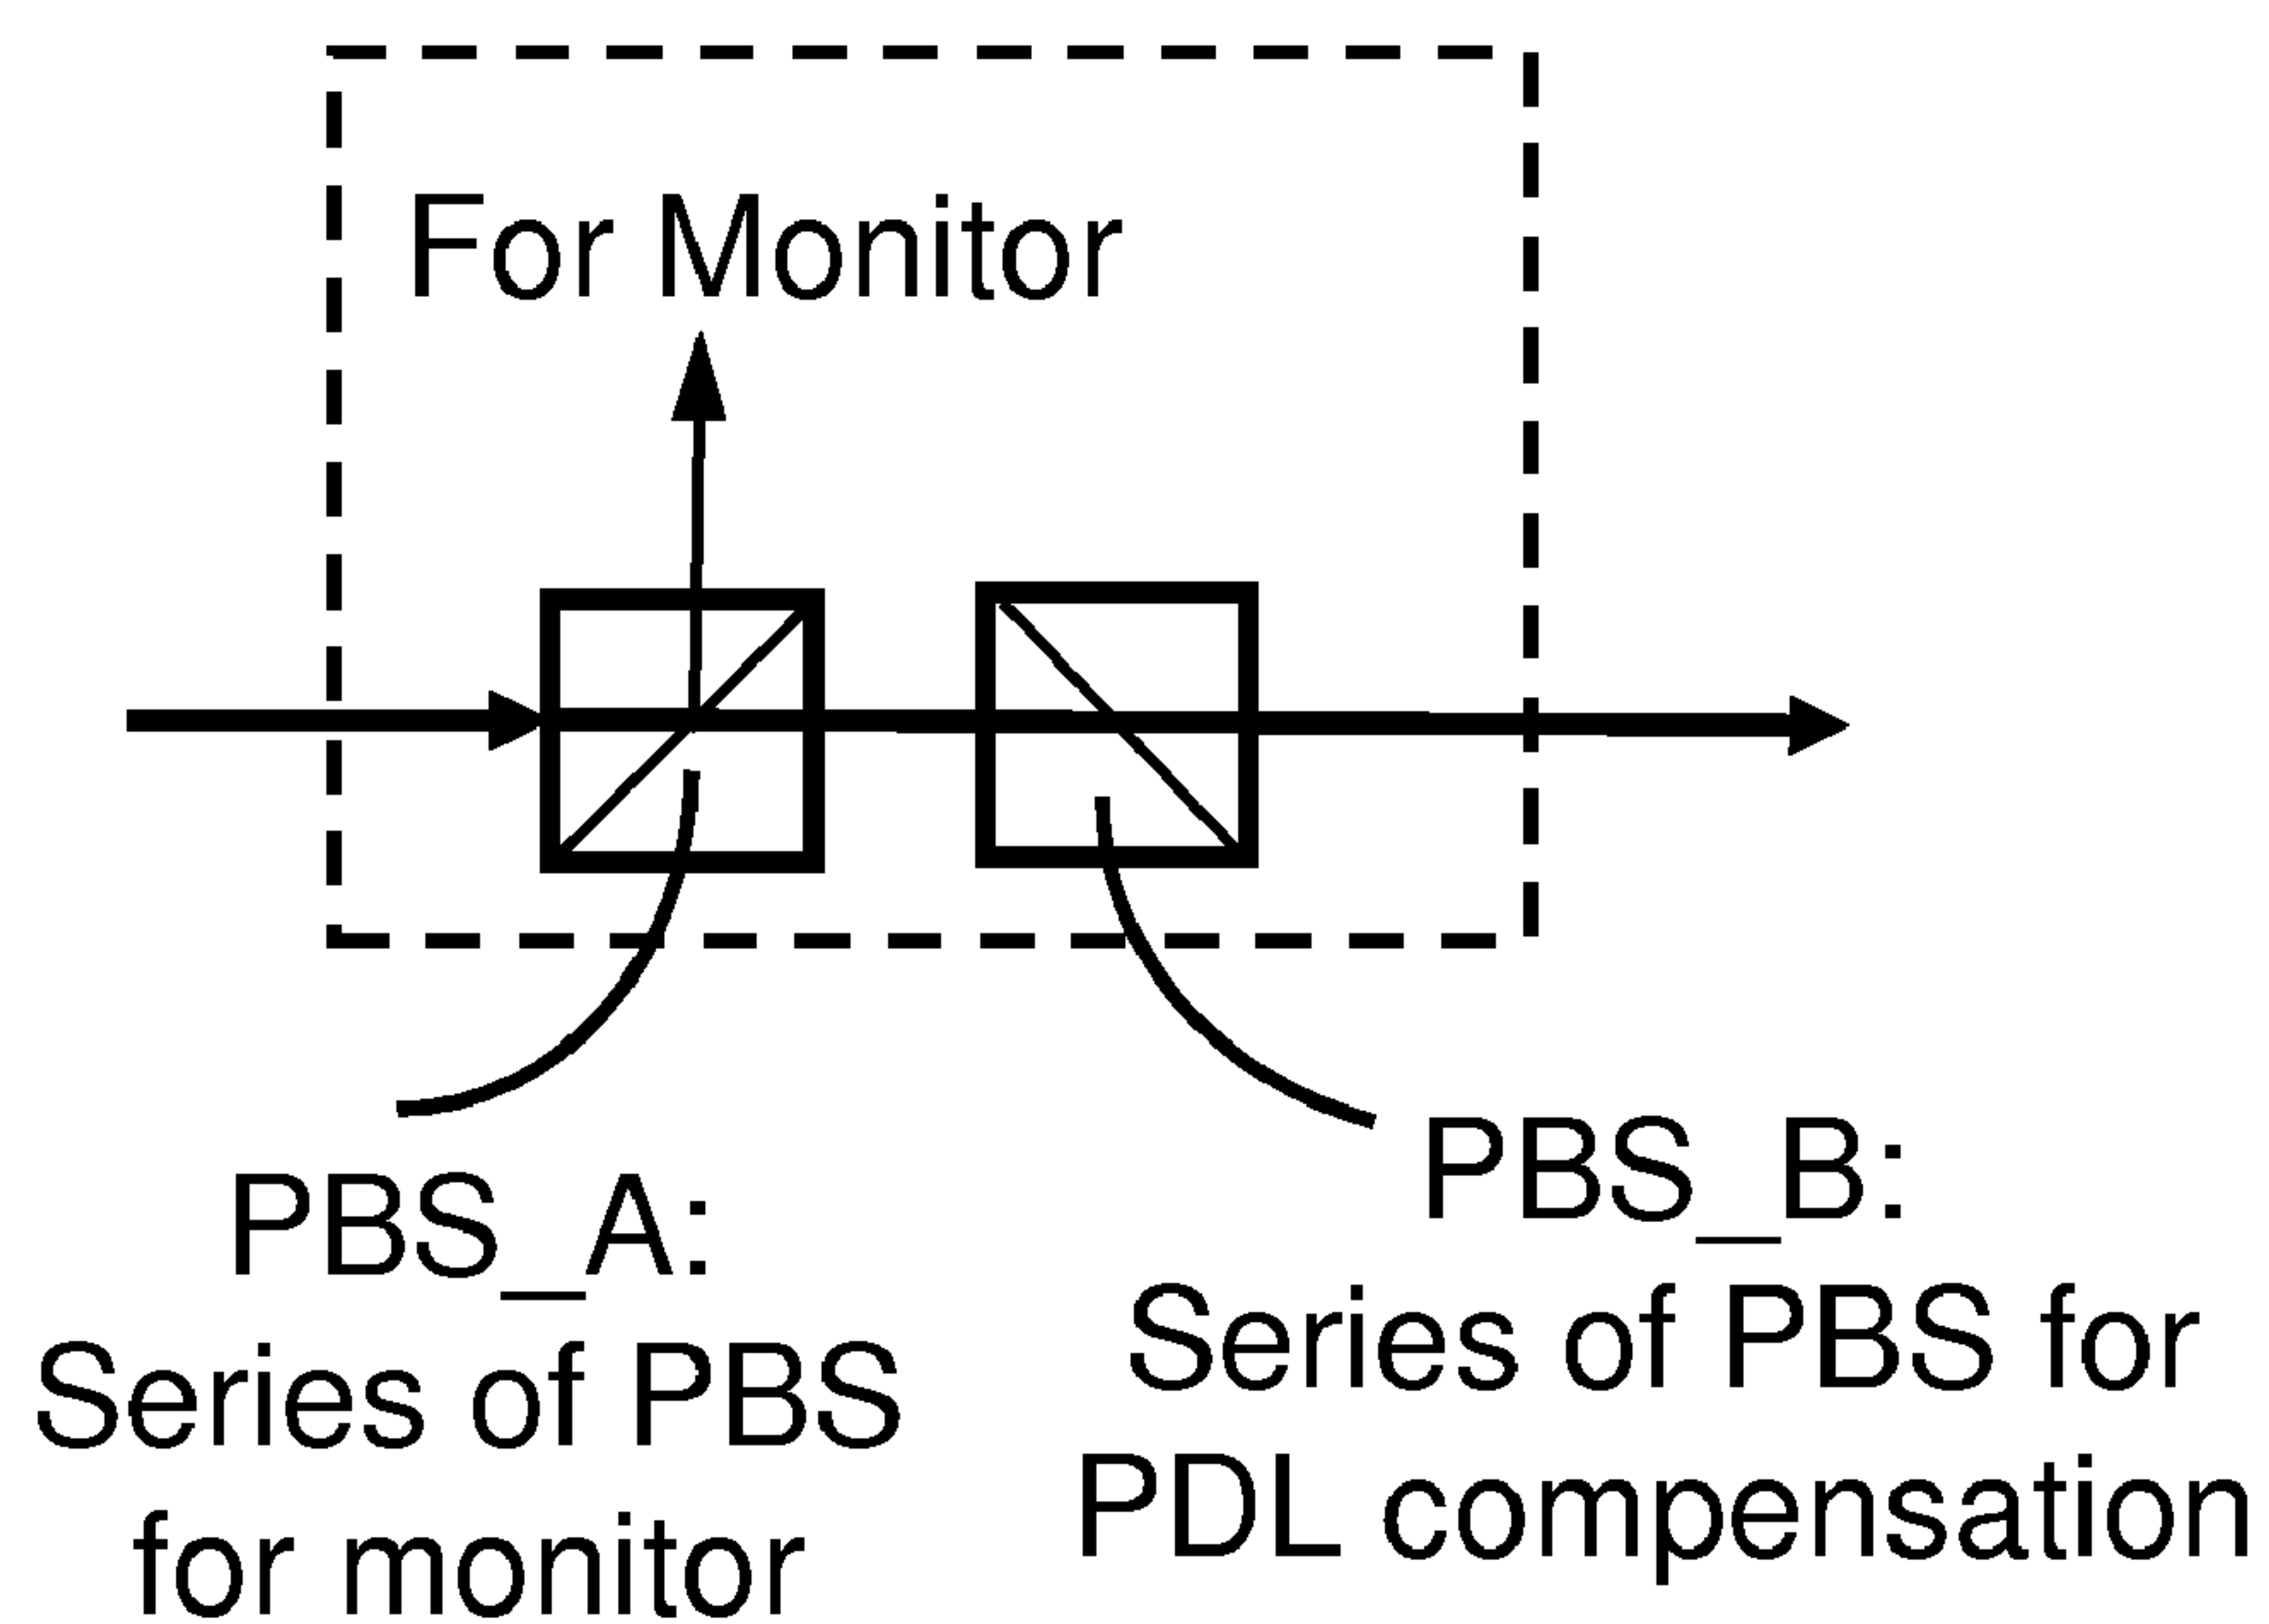 For Monitor
PBS_A:
Series of PBS
for monitor
PBS_B:
Series of PBS for
PDL compensation